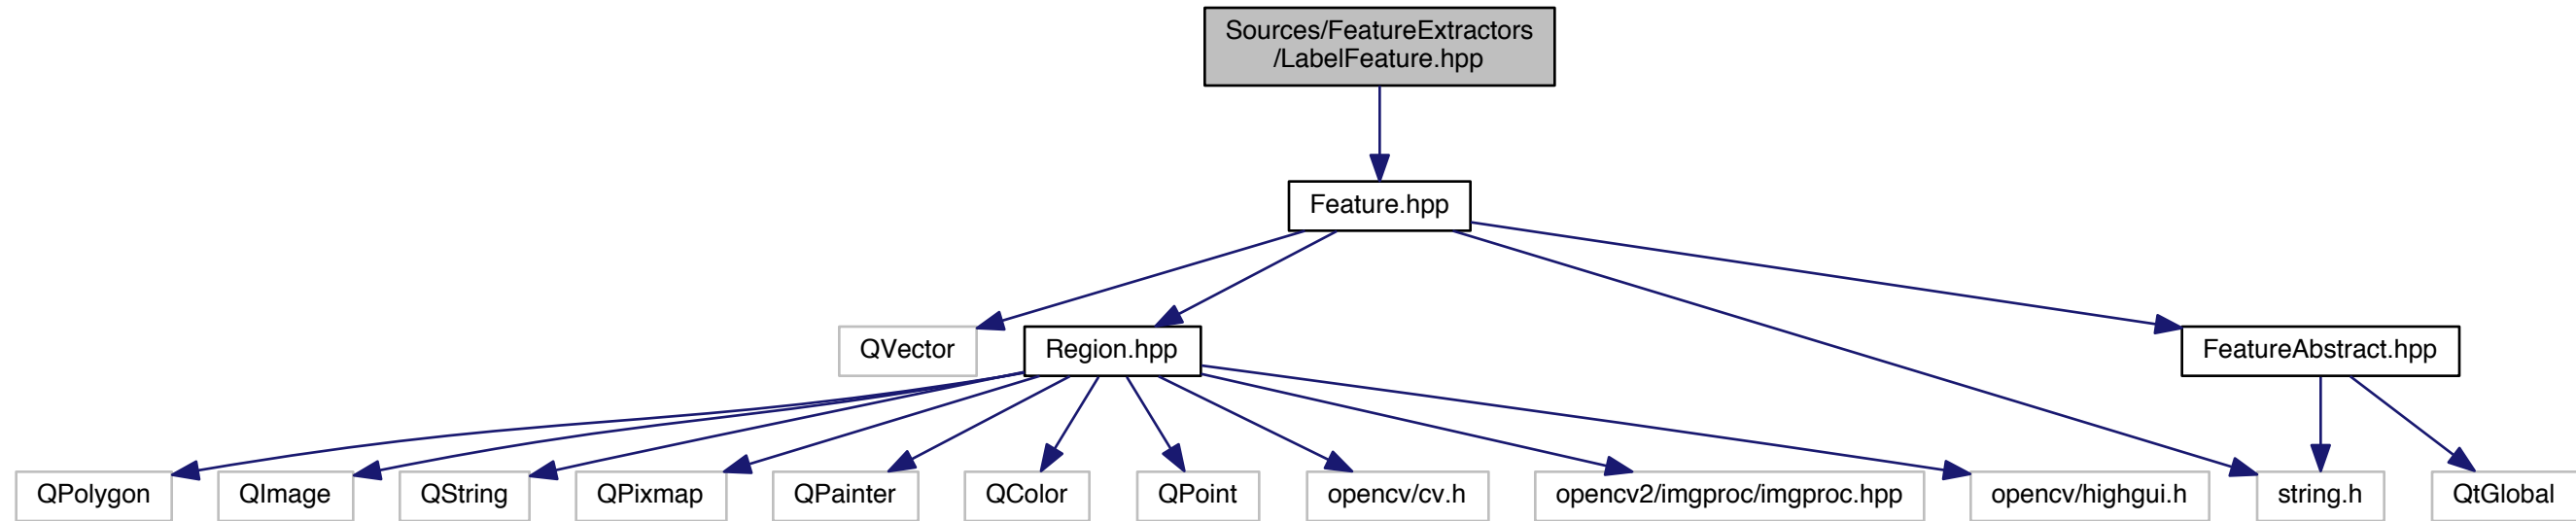 Sources/FeatureExtractors
/LabelFeature.hpp
Feature.hpp
QVector
Region.hpp
FeatureAbstract.hpp
QPolygon
QImage
QString
QPixmap
QPainter
QColor
QPoint
opencv/cv.h
opencv2/imgproc/imgproc.hpp
opencv/highgui.h
string.h
QtGlobal